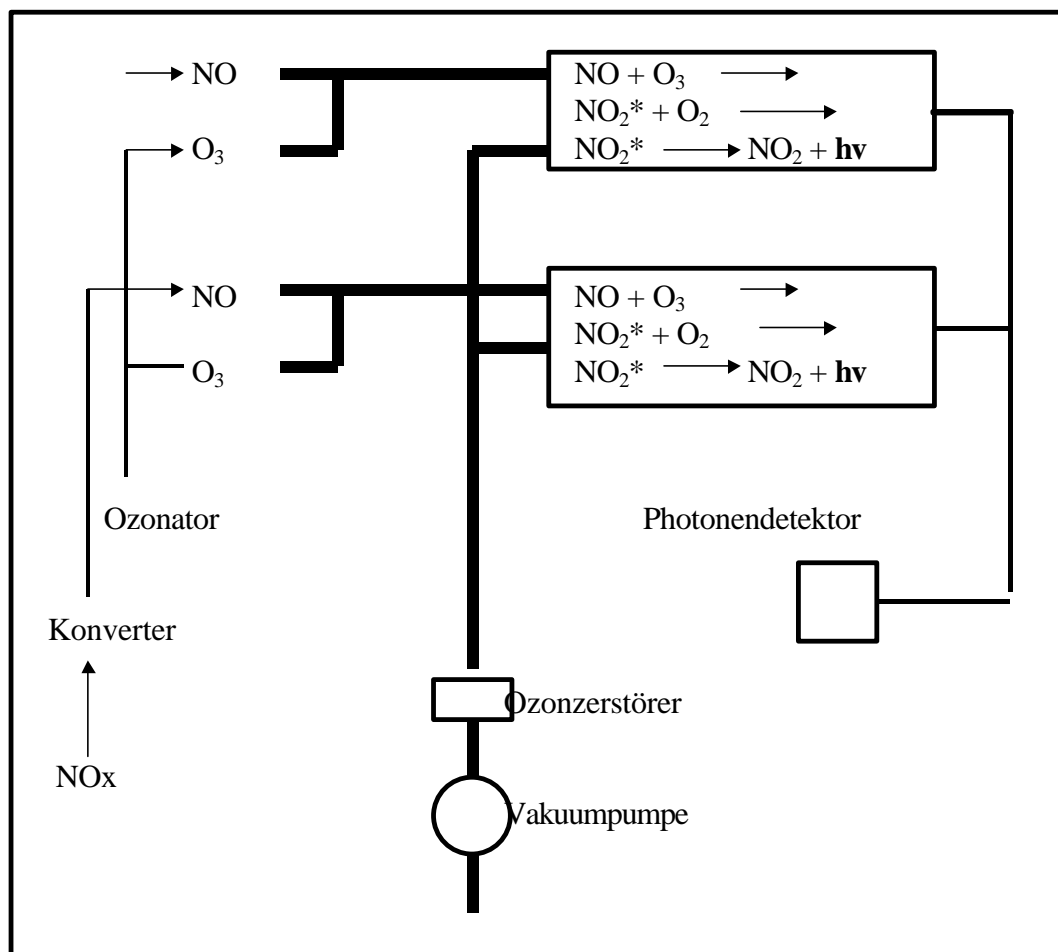 NO
O₃
NO + O₃
NO₂* + O₂
NO₂* NO₂ + hv
NO
O₃
NO + O₃
NO₂* + O₂
NO₂* NO₂ + hv
Ozonator
Photonendetektor
Konverter
Ozonzerstörer
NOx
Vakuumpumpe